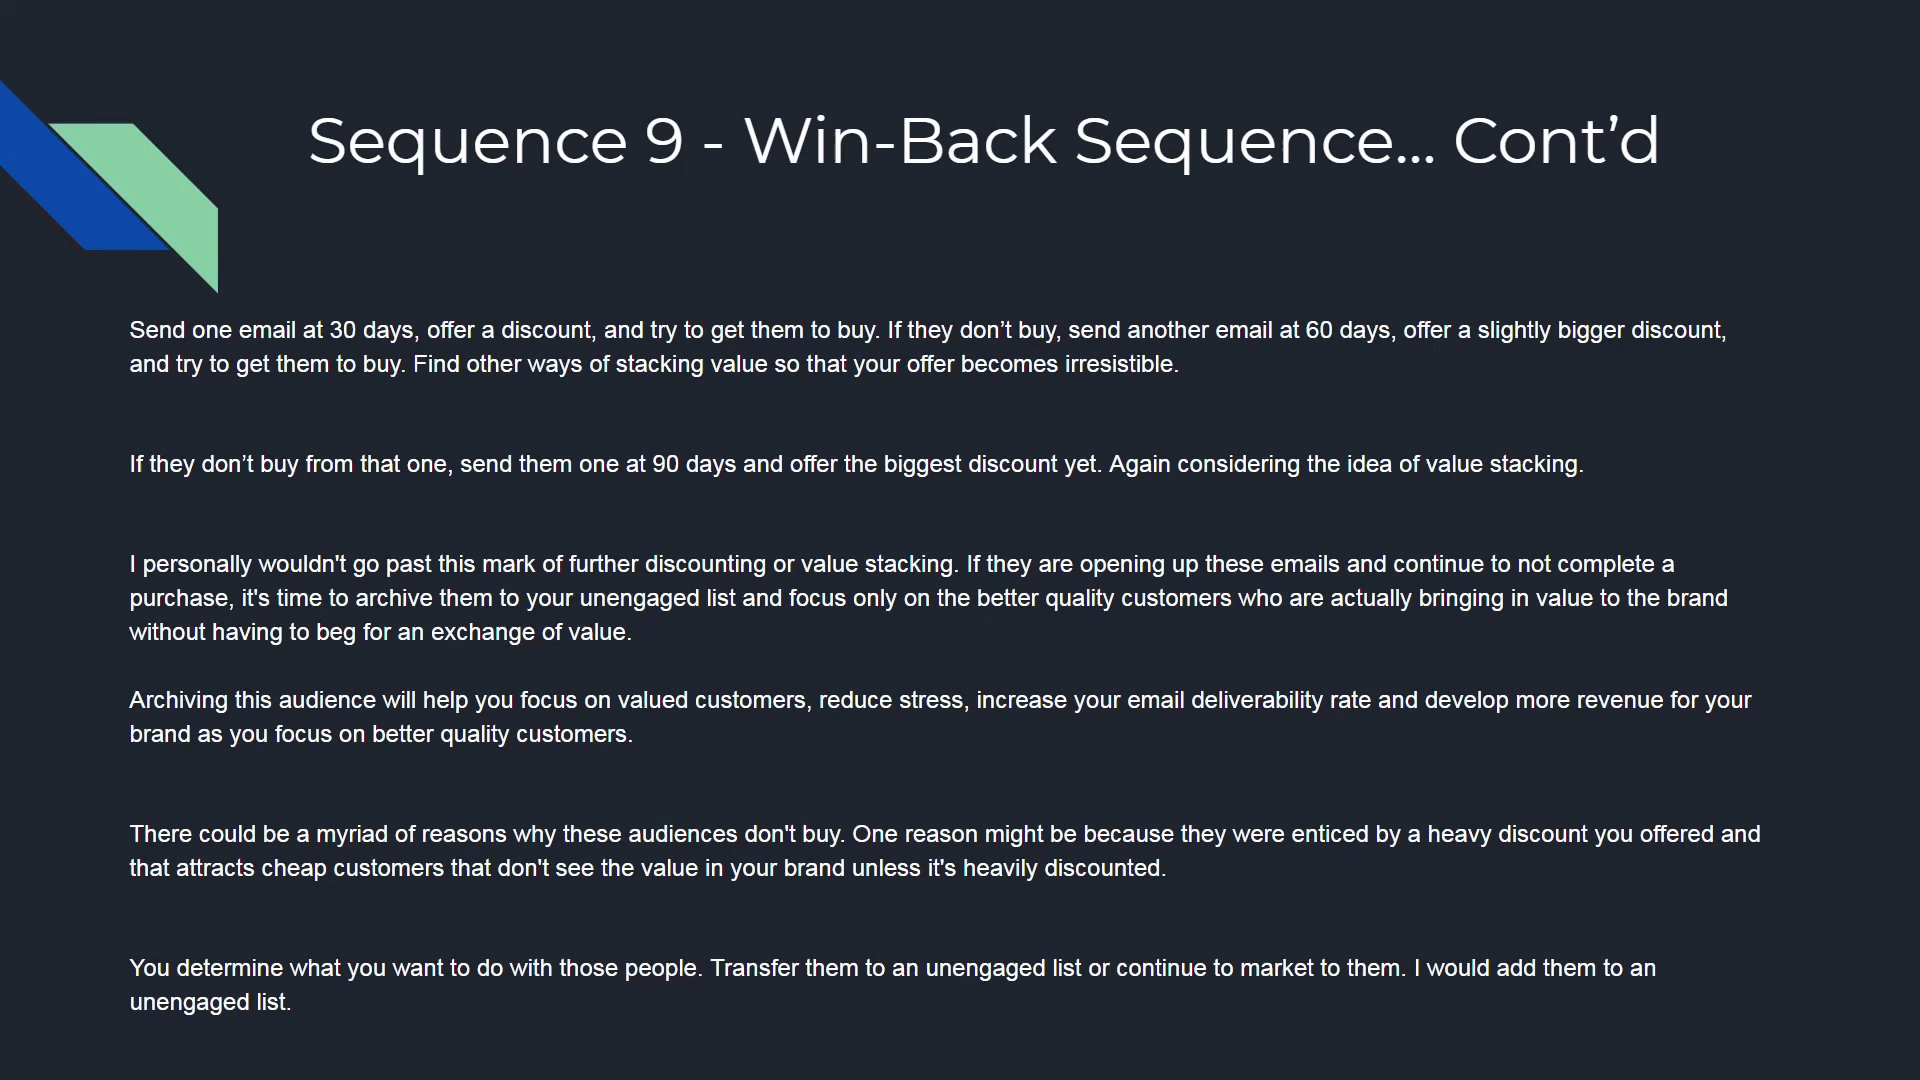 Sequence 9 - Win-Back Sequence... Cont’d
Send one email at 30 days, offer a discount, and try to get them to buy. If they don’t buy, send another email at 60 days, offer a slightly bigger discount,
and try to get them to buy. Find other ways of stacking value so that your offer becomes irresistible.
If they don’t buy from that one, send them one at 90 days and offer the biggest discount yet. Again considering the idea of value stacking.
I personally wouldn't go past this mark of further discounting or value stacking. If they are opening up these emails and continue to not complete a
purchase, it's time to archive them to your unengaged list and focus only on the better quality customers who are actually bringing in value to the brand
without having to beg for an exchange of value.
Archiving this audience will help you focus on valued customers, reduce stress, increase your email deliverability rate and develop more revenue for your
brand as you focus on better quality customers.
There could be a myriad of reasons why these audiences don't buy. One reason might be because they were enticed by a heavy discount you offered and
that attracts cheap customers that don't see the value in your brand unless it's heavily discounted.
You determine what you want to do with those people. Transfer them to an unengaged list or continue to market to them. I would add them to an
unengaged list.